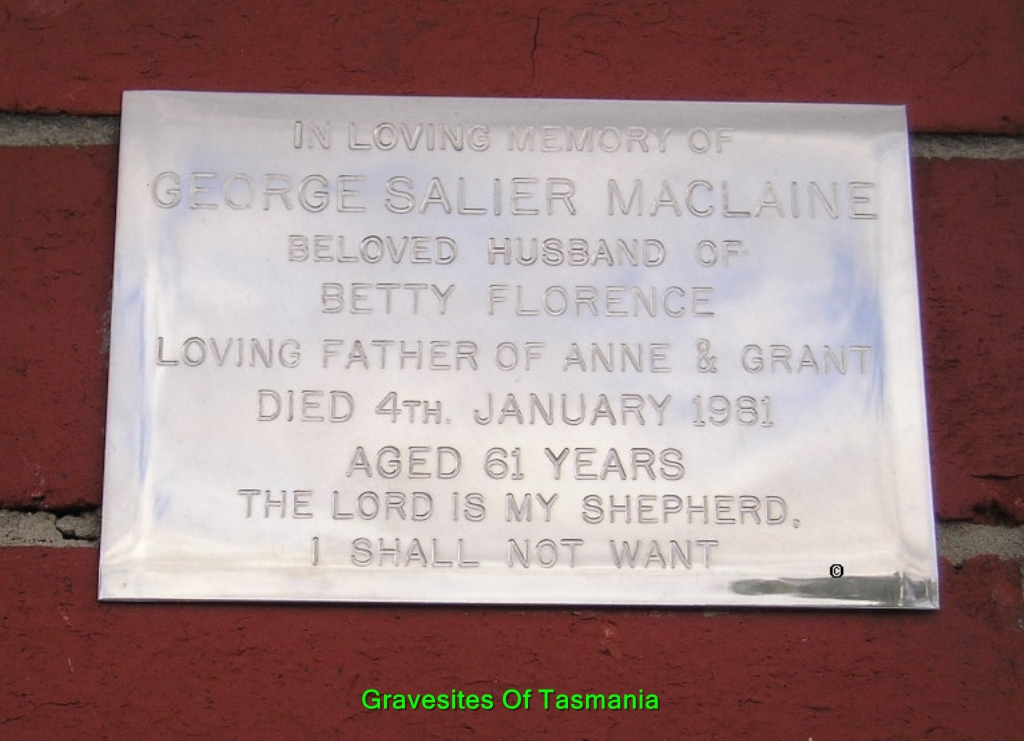 IN LOVING MEMORY OF
GEORGE SALIER MACLAINE
BELOVED HUSBAND OF
BETTY FLORENCE
LOVING FATHER OF ANNE & GRANT
DIED 4TH. JANUARY 1981
AGED 61 YEARS
THE LORD IS MY SHEPHERD,
I SHALL NOT WANT
©
Gravesites Of Tasmania